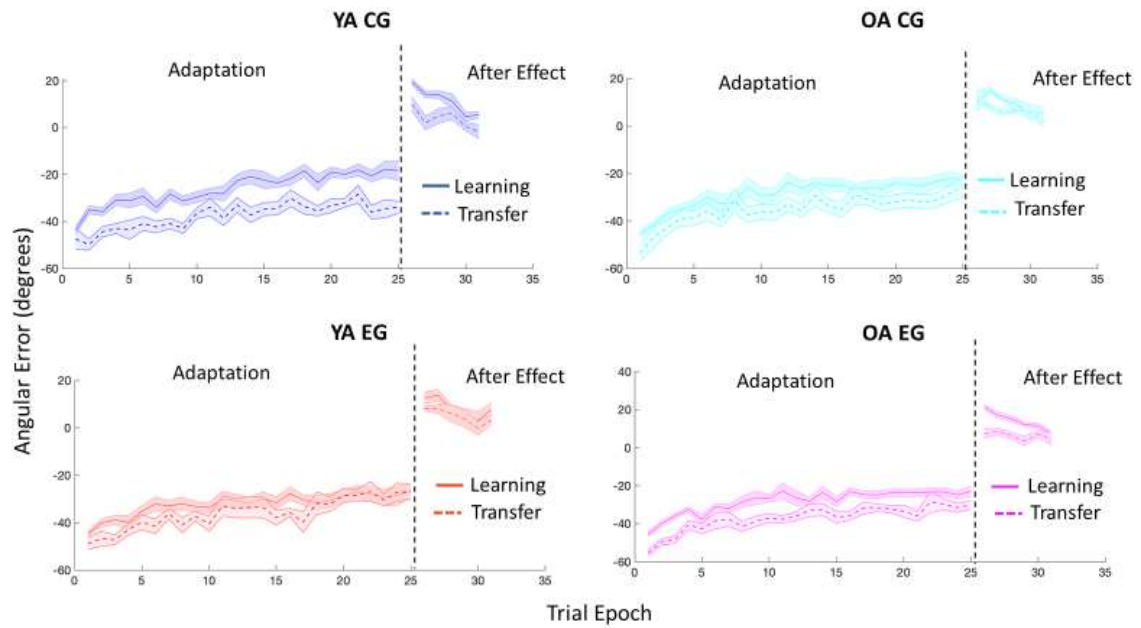 YA CG
OA CG
Adaptation
After Effect
Adaptation
After Effect
20
0
-20
-40
-60
20
0
-20
-40
-60
Learning
Transfer
Learning
Transfer
0 5 10 15 20 25 30 35
0 5 10 15 20 25 30 35
Angular Error (degrees)
YA EG
OA EG
Adaptation
After Effect
Adaptation
After Effect
20
0
-20
-40
-60
40
20
0
-20
-40
-60
Learning
Transfer
Learning
Transfer
0 5 10 15 20 25 30 35
0 5 10 15 20 25 30 35
Trial Epoch